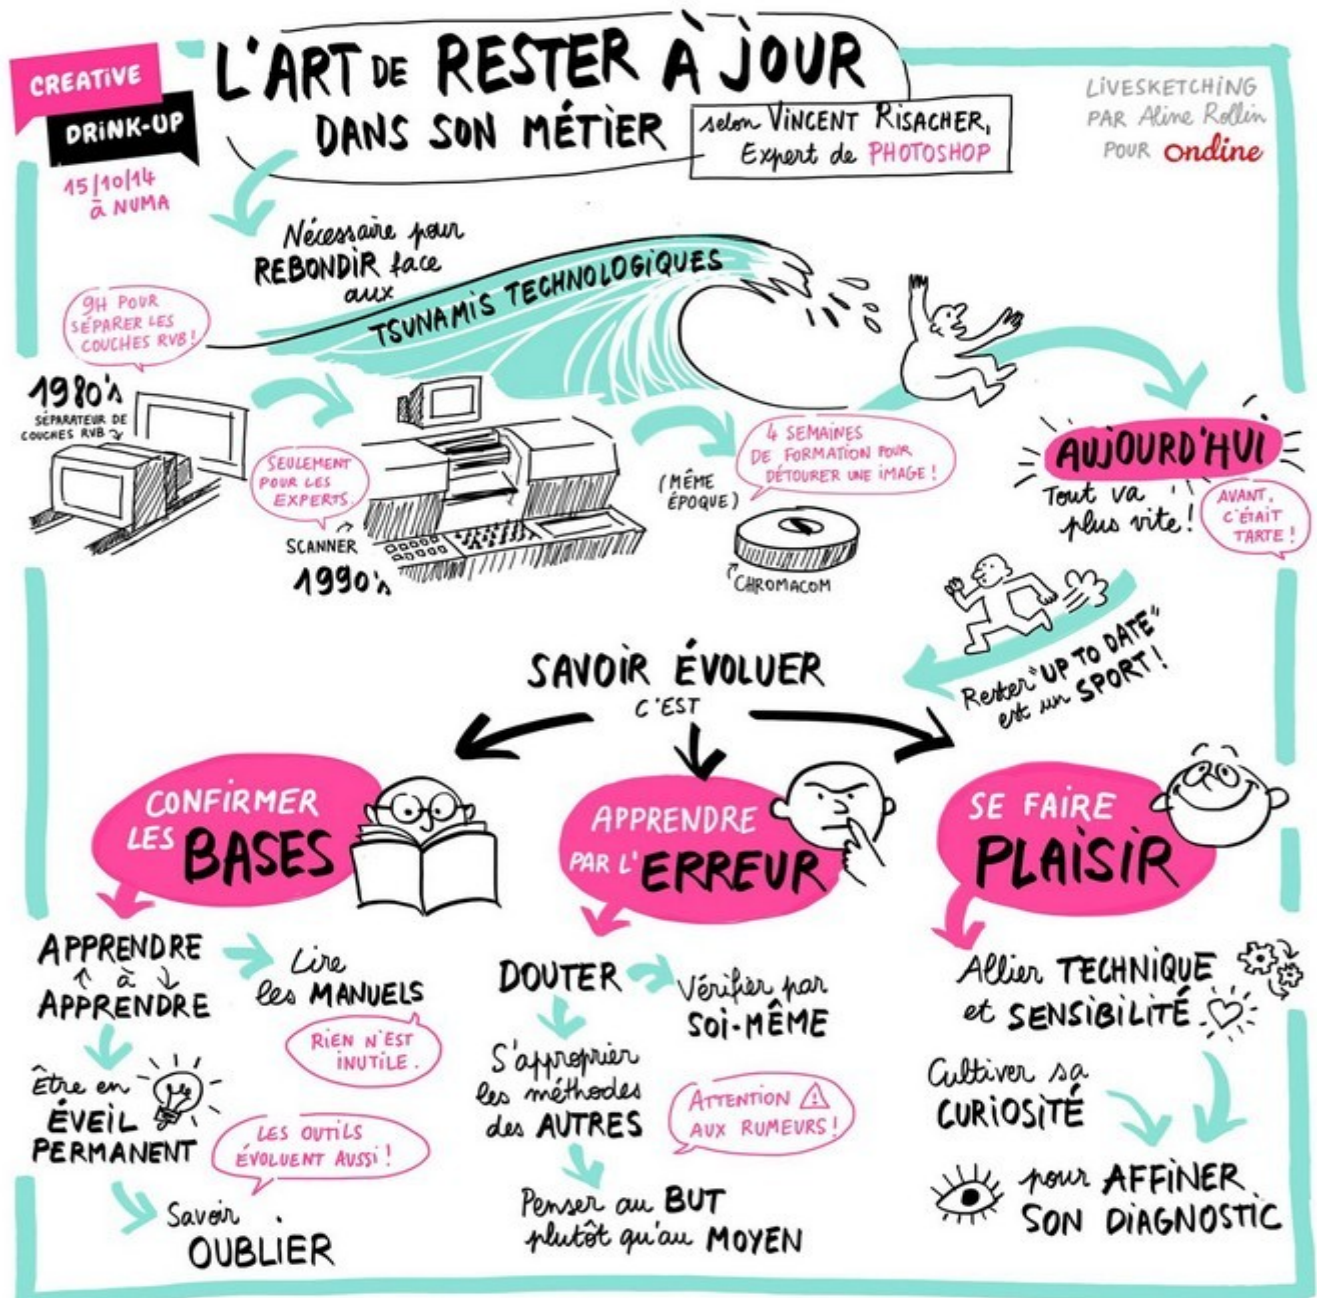 CREATIVE
DRINK-UP
15/10/14
à NUMA
L'ART DE RESTER À JOUR
DANS SON MÉTIER
selon VINCENT RISACHER,
Expert de PHOTOSHOP
LIVESKETCHING
PAR Aline Rollin
POUR Ondine
Nécessaire pour
REBONDIR face
aux
TSUNAMIS TECHNOLOGIQUES
9H POUR
SÉPARER LES
COUCHES RVB!
1980's
SÉPARATEUR DE
COUCHES RVB
SEULEMENT
POUR LES
EXPERTS.
SCANNER
1990's
(MÊME
ÉPOQUE)
4 SEMAINES
DE FORMATION POUR
DÉTOURER UNE IMAGE!
CHROMACOM
AUJOURD'HUI
Tout va
plus vite!
AVANT,
C'ÉTAIT
TARTE!
Rester "UP TO DATE"
est un SPORT!
SAVOIR ÉVOLUER
C'EST
CONFIRMER
LES BASES
APPRENDRE
à
APPRENDRE
Lire
les MANUELS
RIEN N'EST
INUTILE.
Être en
ÉVEIL
PERMANENT
LES OUTILS
ÉVOLUENT AUSSI!
Savoir
OUBLIER
APPRENDRE
PAR L'ERREUR
DOUTER
Vérifier par
SOI-MÊME
S'approprier
les méthodes
des AUTRES
ATTENTION
AUX RUMEURS!
Penser au BUT
plutôt qu'au MOYEN
SE FAIRE
PLAISIR
Allier TECHNIQUE
et SENSIBILITÉ
Cultiver sa
CURIOSITÉ
pour AFFINER
SON DIAGNOSTIC